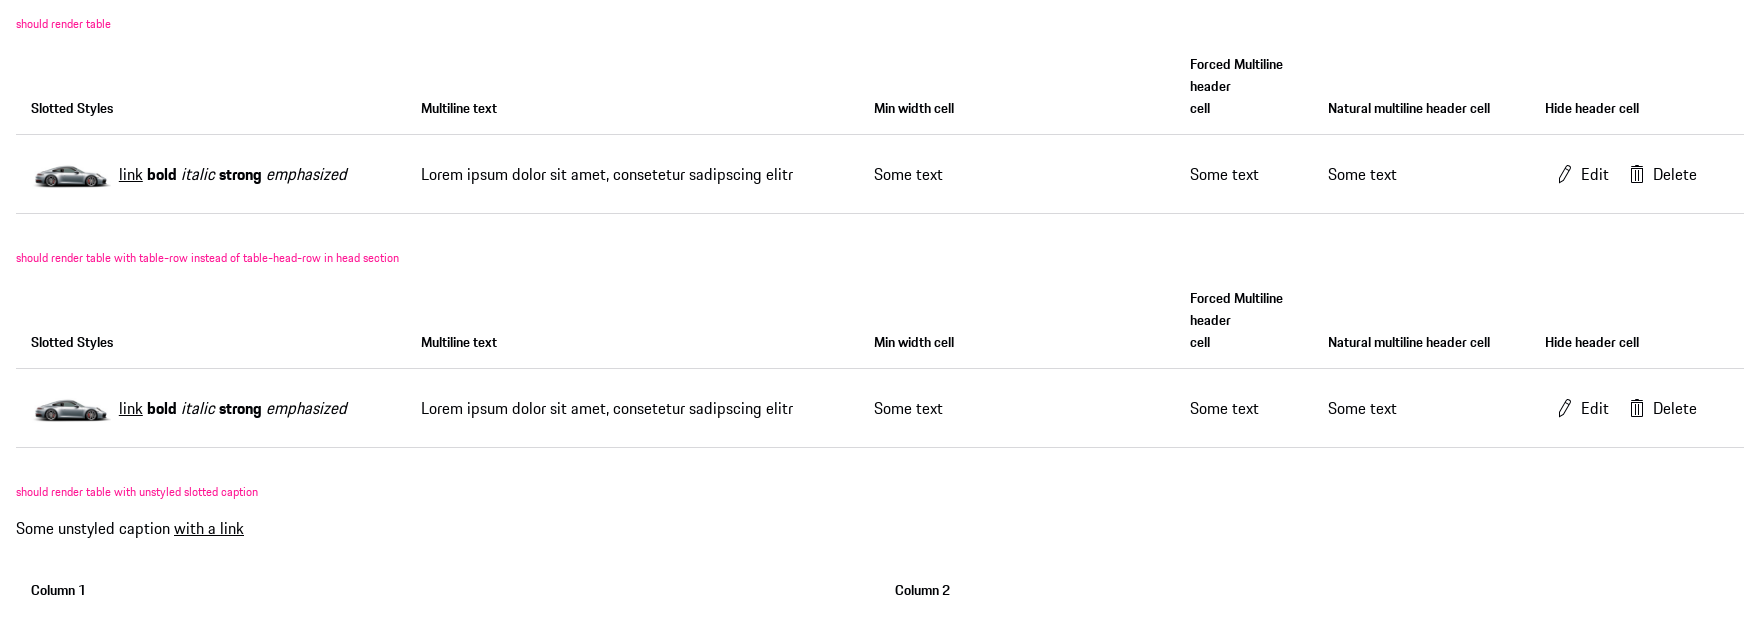 should render table
Forced Multiline
header
Slotted Styles Multiline text Min width cell cell Natural multiline header cell Hide header cell
link bold italic strong emphasized Lorem ipsum dolor sit amet, consetetur sadipscing elitr Some text Some text Some text Edit Delete
should render table with table-row instead of table-head-row in head section
Forced Multiline
header
Slotted Styles Multiline text Min width cell cell Natural multiline header cell Hide header cell
link bold italic strong emphasized Lorem ipsum dolor sit amet, consetetur sadipscing elitr Some text Some text Some text Edit Delete
should render table with unstyled slotted caption
Some unstyled caption with a link
Column 1 Column 2